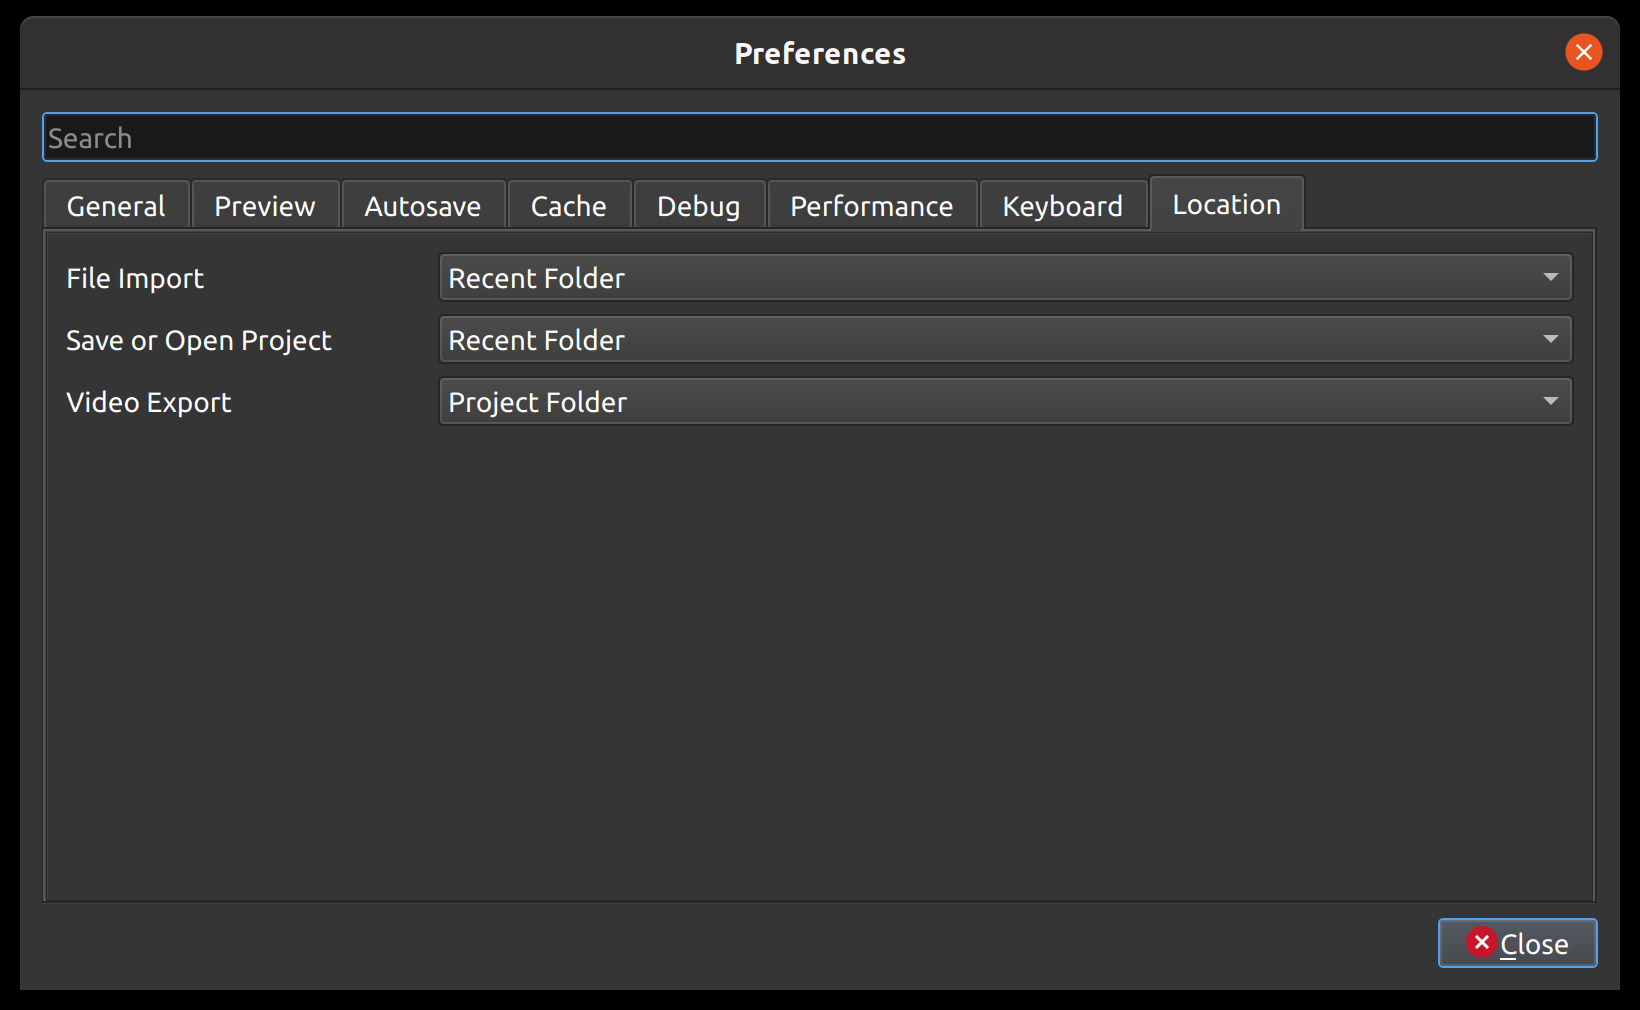 Preferences
Search
General Preview Autosave Cache Debug Performance Keyboard Location
File Import Recent Folder
Save or Open Project Recent Folder
Video Export Project Folder
Close